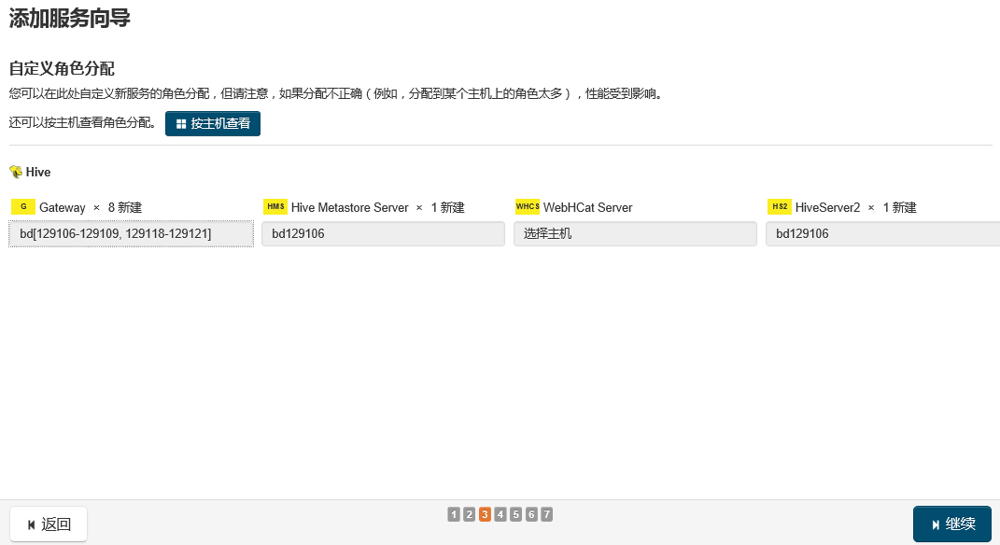 添加服务向导
自定义角色分配
您可以在此处自定义新服务的角色分配，但请注意，如果分配不正确（例如，分配到某个主机上的角色太多），性能受到影响。
还可以按主机查看角色分配。 按主机查看
Hive
G Gateway × 8 新建 HMS Hive Metastore Server × 1 新建 WHCS WebHCat Server HS2 HiveServer2 × 1 新建
bd[129106-129109, 129118-129121] bd129106 选择主机 bd129106
返回 1 2 3 4 5 6 7 继续